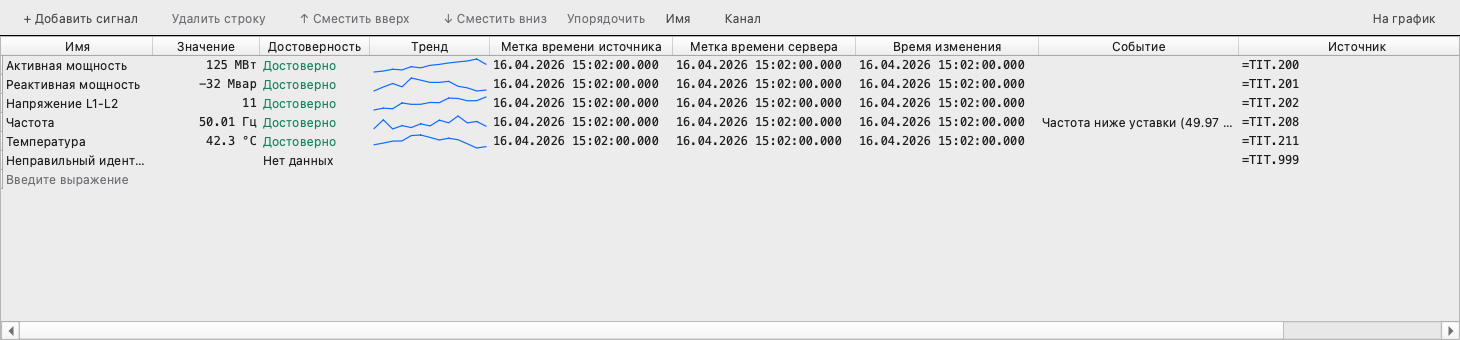 + Добавить сигнал Удалить строку ↑ Сместить вверх ↓ Сместить вниз Упорядочить Имя Канал На график
Имя Значение Достоверность Тренд Метка времени источника Метка времени сервера Время изменения Событие Источник
Активная мощность 125 МВт Достоверно 16.04.2026 15:02:00.000 16.04.2026 15:02:00.000 16.04.2026 15:02:00.000 =TIT.200
Реактивная мощность −32 Мвар Достоверно 16.04.2026 15:02:00.000 16.04.2026 15:02:00.000 16.04.2026 15:02:00.000 =TIT.201
Напряжение L1-L2 11 Достоверно 16.04.2026 15:02:00.000 16.04.2026 15:02:00.000 16.04.2026 15:02:00.000 =TIT.202
Частота 50.01 Гц Достоверно 16.04.2026 15:02:00.000 16.04.2026 15:02:00.000 16.04.2026 15:02:00.000 Частота ниже уставки (49.97 ... =TIT.208
Температура 42.3 °C Достоверно 16.04.2026 15:02:00.000 16.04.2026 15:02:00.000 16.04.2026 15:02:00.000 =TIT.211
Неправильный идент... Нет данных =TIT.999
Введите выражение